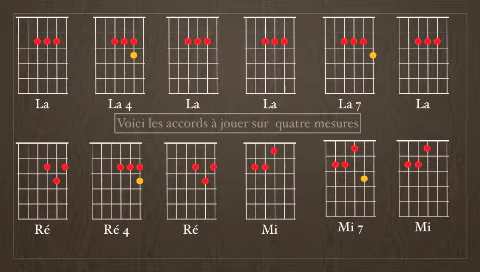 La La 4 La La La 7 La
Voici les accords à jouer sur quatre mesures
Ré Ré 4 Ré Mi Mi 7 Mi